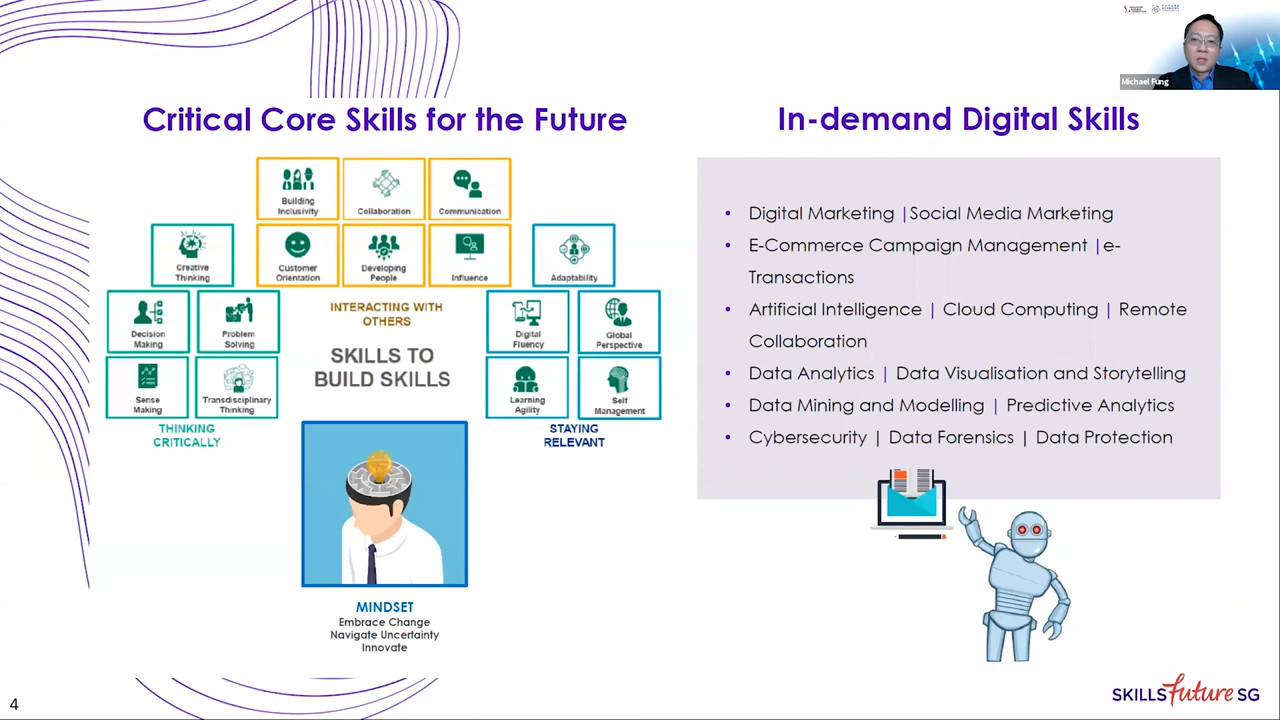 Michael Fung
Critical Core Skills for the Future
Building
Inclusivity
Collaboration
Communication
Creative
Thinking
Customer
Orientation
Developing
People
Influence
Adaptability
Decision
Making
Problem
Solving
INTERACTING WITH
OTHERS
Digital
Fluency
Global
Perspective
SKILLS TO
BUILD SKILLS
Sense
Making
Transdisciplinary
Thinking
Learning
Agility
Self
Management
THINKING
CRITICALLY
STAYING
RELEVANT
MINDSET
Embrace Change
Navigate Uncertainty
Innovate
In-demand Digital Skills
• Digital Marketing |Social Media Marketing
• E-Commerce Campaign Management |e-
Transactions
• Artificial Intelligence | Cloud Computing | Remote
Collaboration
• Data Analytics | Data Visualisation and Storytelling
• Data Mining and Modelling | Predictive Analytics
• Cybersecurity | Data Forensics | Data Protection
4
SKILLSfuture SG